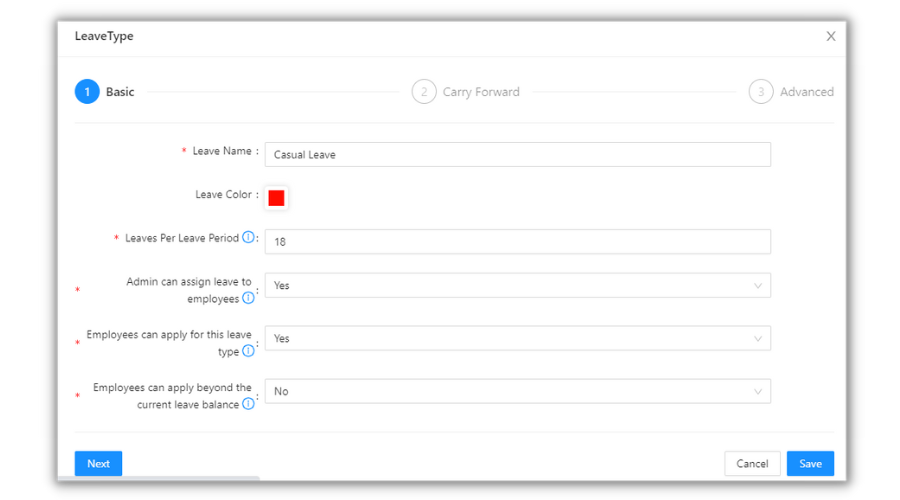 LeaveType
1 Basic
2 Carry Forward
3 Advanced
* Leave Name :
Casual Leave
Leave Color :
* Leaves Per Leave Period :
18
* Admin can assign leave to
employees :
Yes
* Employees can apply for this leave
type :
Yes
* Employees can apply beyond the
current leave balance :
No
Next
Cancel
Save